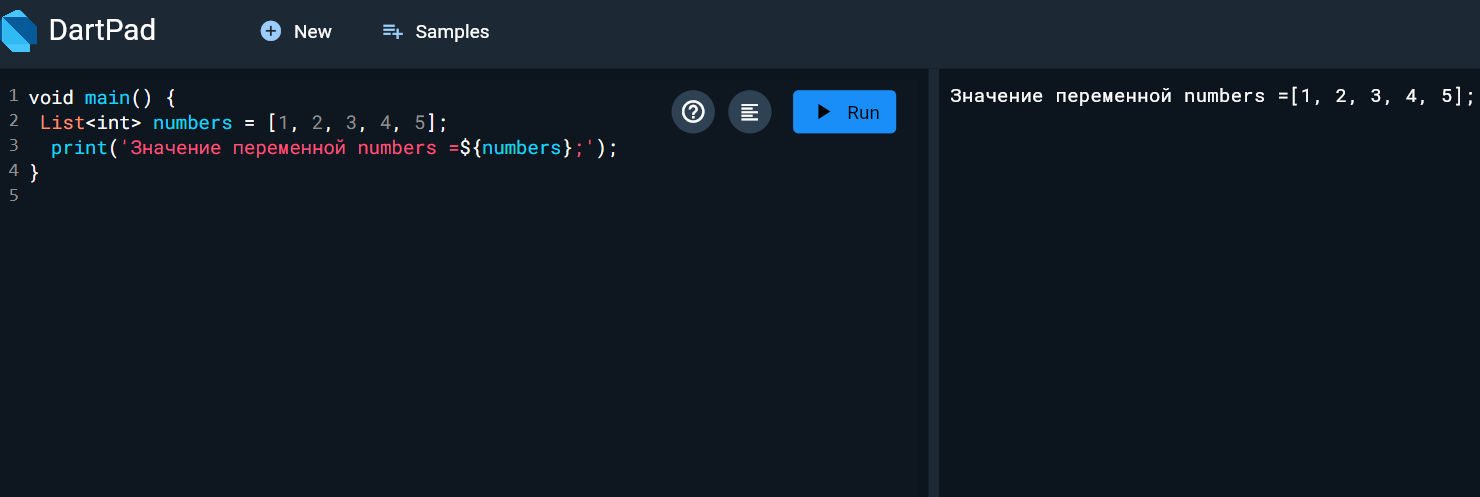 DartPad
New
Samples
1 void main() {
2 List<int> numbers = [1, 2, 3, 4, 5];
3 print('Значение переменной numbers =${numbers};');
4 }
5
Run
Значение переменной numbers =[1, 2, 3, 4, 5];